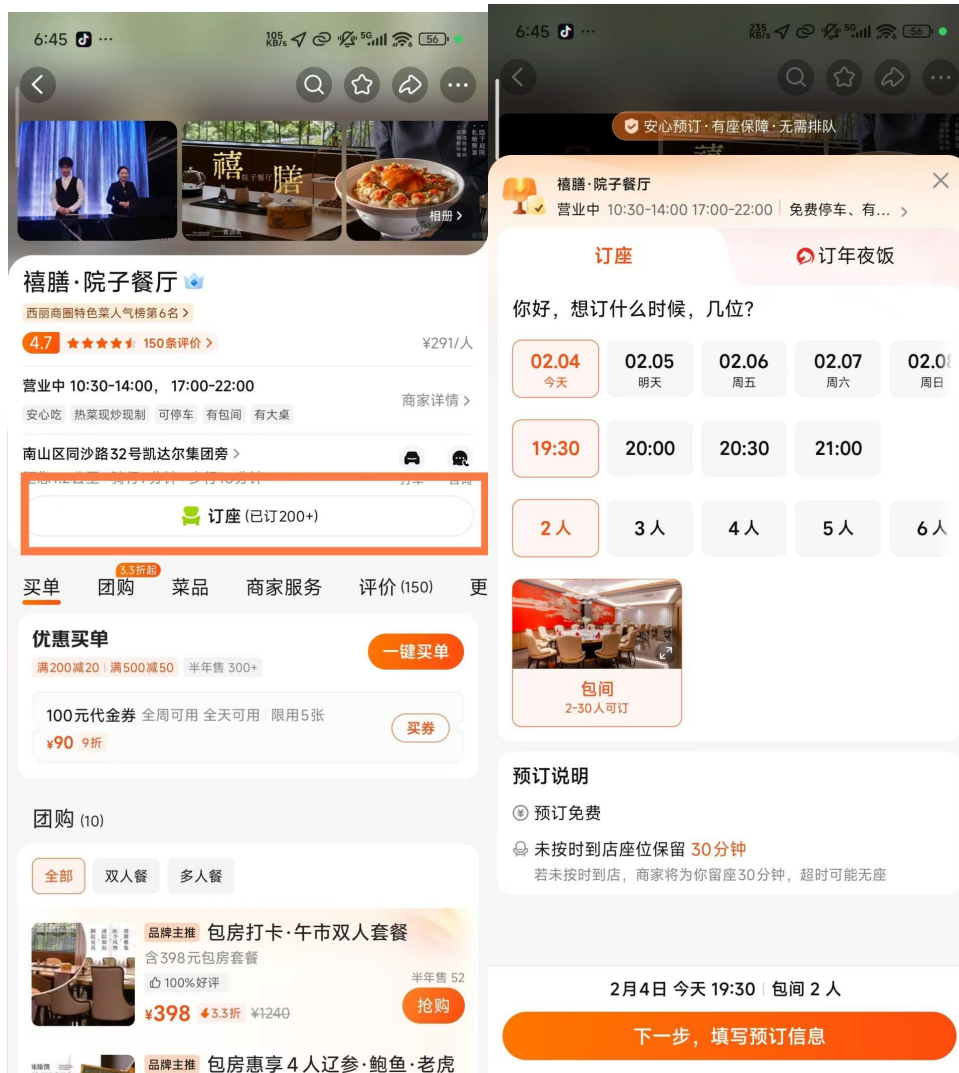 6:45
105 KB/s
5G
56
禧膳
院子餐厅
相册
禧膳·院子餐厅
西丽商圈特色菜人气榜第6名
4.7
150条评价
¥291/人
营业中 10:30-14:00, 17:00-22:00
商家详情
安心吃 热菜现炒现制 可停车 有包间 有大桌
南山区同沙路32号凯达尔集团旁
订座 (已订200+)
3.3折起
买单 团购 菜品 商家服务 评价 (150) 更
优惠买单
满200减20 满500减50 半年售 300+
一键买单
100元代金券 全周可用 全天可用 限用5张
¥90 9折
买券
团购 (10)
全部 双人餐 多人餐
品牌主推 包房打卡·午市双人套餐
含398元包房套餐
100%好评
半年售 52
¥398 3.3折 ¥1240
抢购
品牌主推 包房惠享4人辽参·鲍鱼·老虎
6:45
235 KB/s
5G
56
安心预订·有座保障·无需排队
禧膳·院子餐厅
营业中 10:30-14:00 17:00-22:00 免费停车、有...
订座 订年夜饭
你好，想订什么时候，几位？
02.04 02.05 02.06 02.07 02.08
今天 明天 周五 周六 周日
19:30 20:00 20:30 21:00
2人 3人 4人 5人 6人
包间
2-30人可订
预订说明
预订免费
未按时到店座位保留 30分钟
若未按时到店，商家将为你留座30分钟，超时可能无座
2月4日 今天 19:30 包间 2 人
下一步，填写预订信息